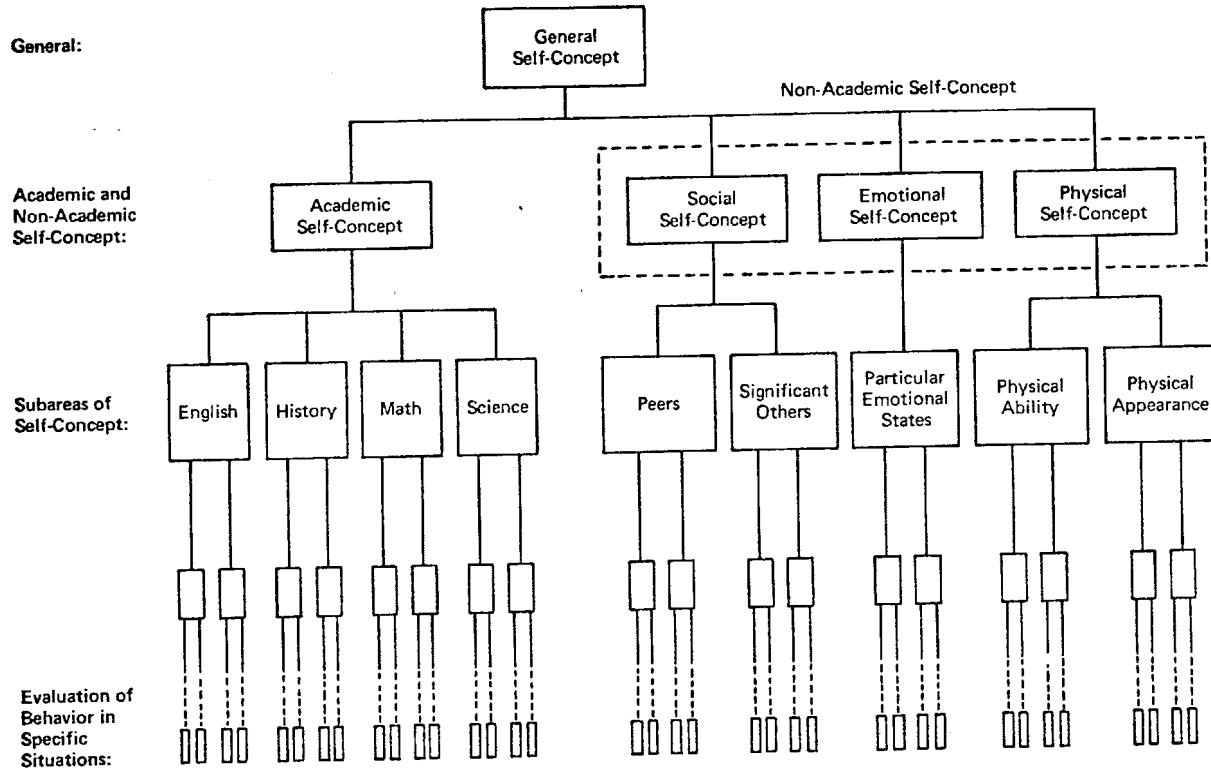 General:
General
Self-Concept
Non-Academic Self-Concept
Academic and
Non-Academic
Self-Concept:
Academic
Self-Concept
Social
Self-Concept
Emotional
Self-Concept
Physical
Self-Concept
Subareas of
Self-Concept:
English
History
Math
Science
Peers
Significant
Others
Particular
Emotional
States
Physical
Ability
Physical
Appearance
Evaluation of
Behavior in
Specific
Situations: